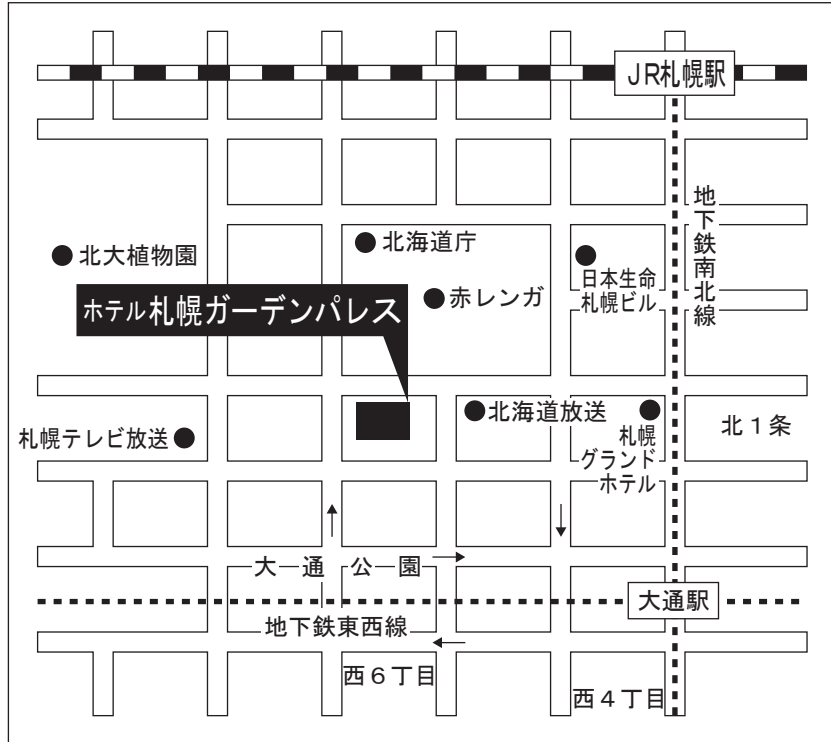 JR札幌駅
地下鉄南北線
北大植物園
北海道庁
日本生命
札幌ビル
赤レンガ
ホテル札幌ガーデンパレス
北海道放送
札幌
グランド
ホテル
北1条
札幌テレビ放送
大通公園
大通駅
地下鉄東西線
西6丁目
西4丁目